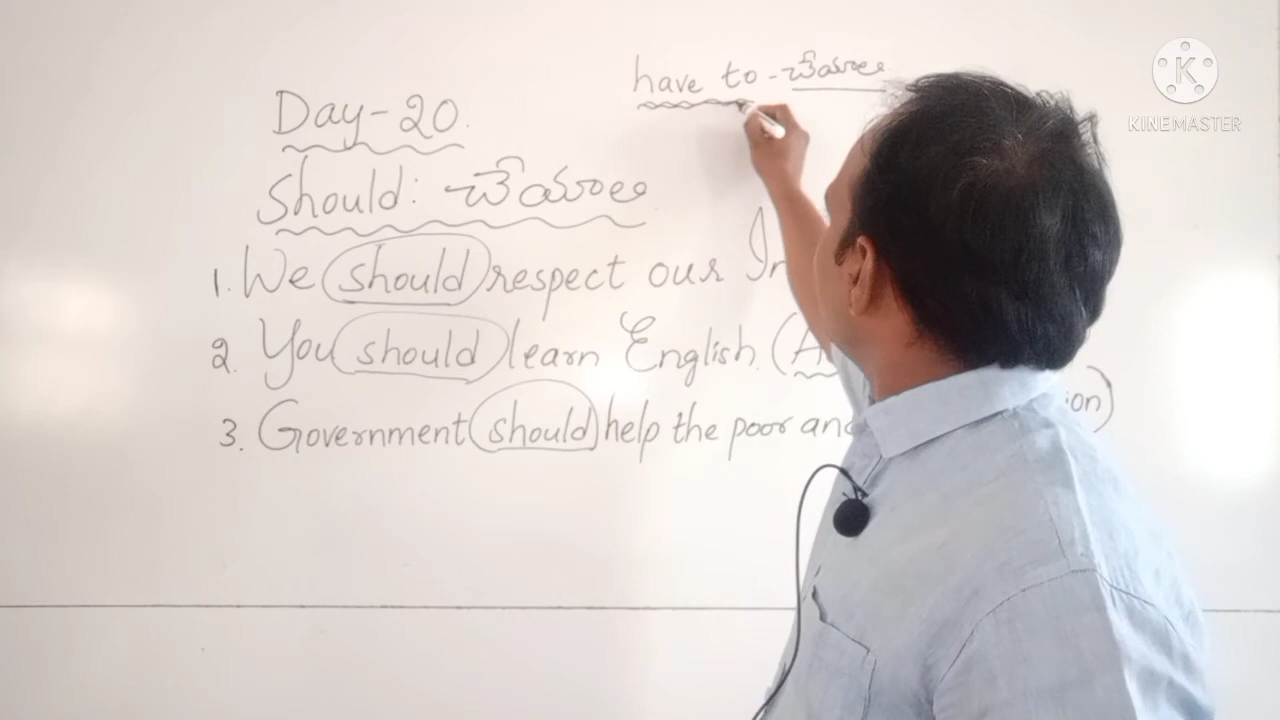 have to - చేయాలి
Day-20.
Should: చేయాలి
1. We should respect our
2. You should learn English.
3. Government should help the poor
KINEMASTER